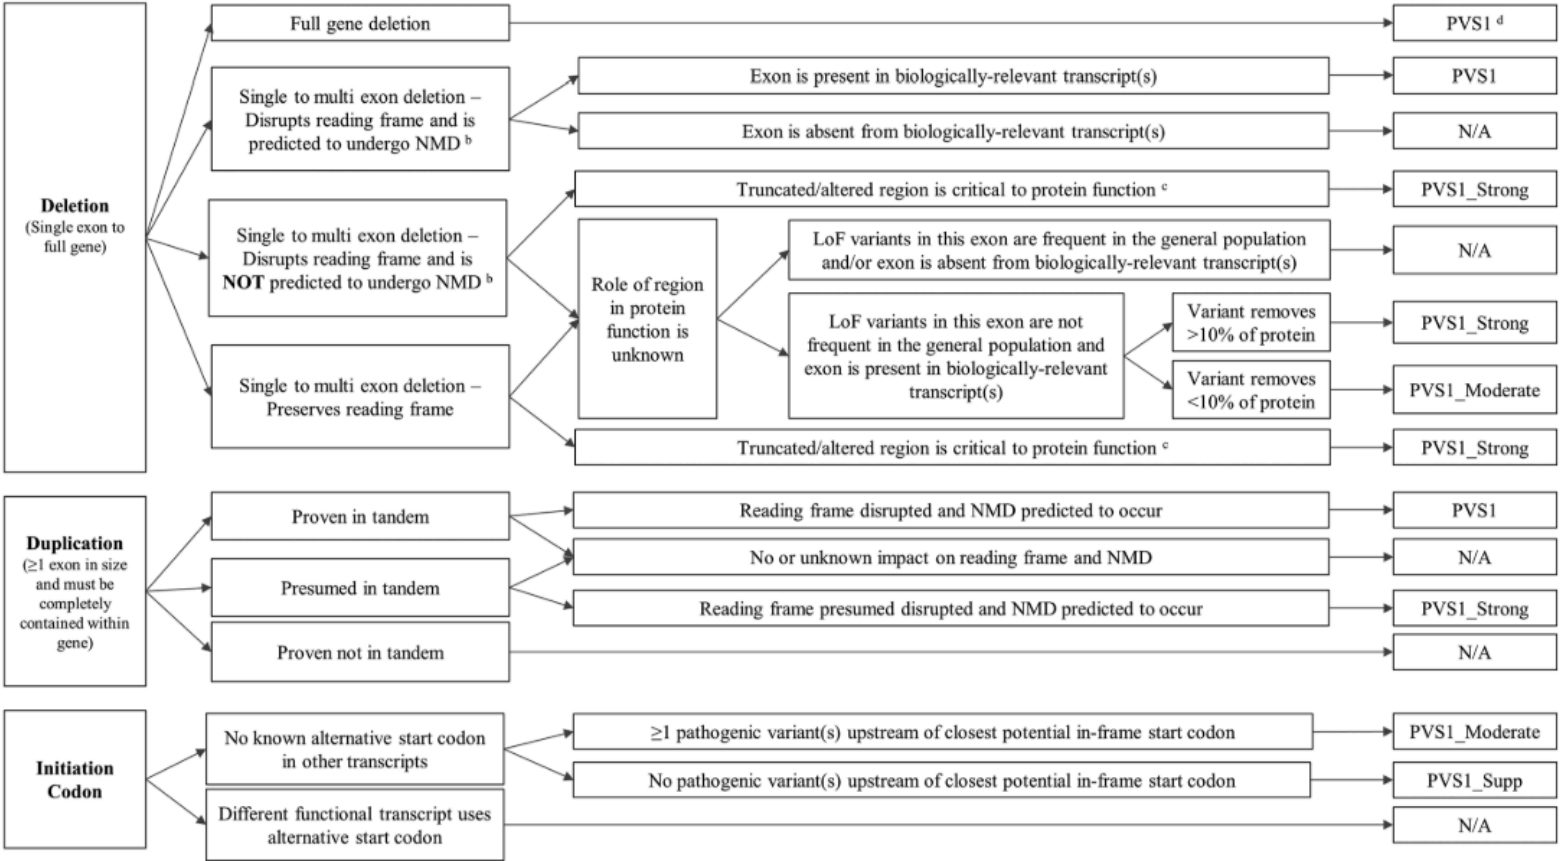 Full gene deletion
PVS1 d
Single to multi exon deletion –
Disrupts reading frame and is
predicted to undergo NMD b
Exon is present in biologically-relevant transcript(s)
PVS1
Exon is absent from biologically-relevant transcript(s)
N/A
Deletion
(Single exon to
full gene)
Single to multi exon deletion –
Disrupts reading frame and is
NOT predicted to undergo NMD b
Truncated/altered region is critical to protein function c
PVS1_Strong
Role of region
in protein
function is
unknown
LoF variants in this exon are frequent in the general population
and/or exon is absent from biologically-relevant transcript(s)
N/A
LoF variants in this exon are not
frequent in the general population and
exon is present in biologically-relevant
transcript(s)
Variant removes
>10% of protein
PVS1_Strong
Variant removes
<10% of protein
PVS1_Moderate
Single to multi exon deletion –
Preserves reading frame
Truncated/altered region is critical to protein function c
PVS1_Strong
Duplication
(≥1 exon in size
and must be
completely
contained within
gene)
Proven in tandem
Reading frame disrupted and NMD predicted to occur
PVS1
No or unknown impact on reading frame and NMD
N/A
Presumed in tandem
Reading frame presumed disrupted and NMD predicted to occur
PVS1_Strong
Proven not in tandem
N/A
Initiation
Codon
No known alternative start codon
in other transcripts
≥1 pathogenic variant(s) upstream of closest potential in-frame start codon
PVS1_Moderate
No pathogenic variant(s) upstream of closest potential in-frame start codon
PVS1_Supp
Different functional transcript uses
alternative start codon
N/A